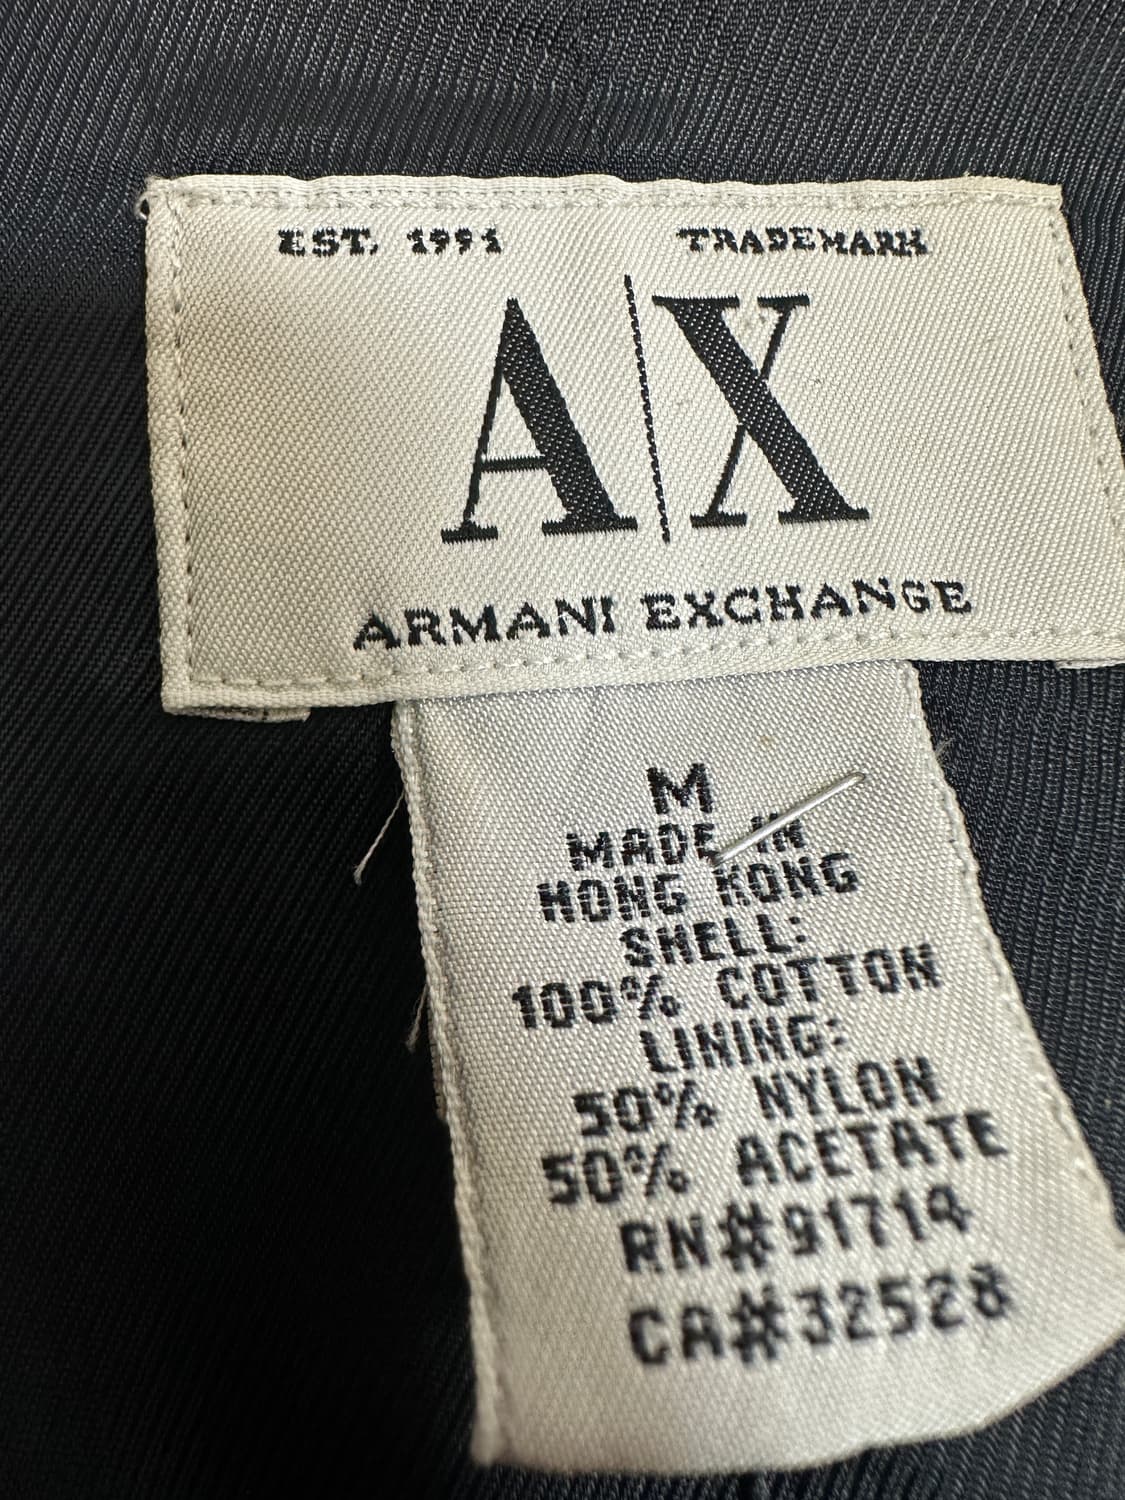 EST. 1991 TRADEMARK
A|X
ARMANI EXCHANGE
M
MADE IN
HONG KONG
SHELL:
100% COTTON
LINING:
50% NYLON
50% ACETATE
RN#91714
CA#32528